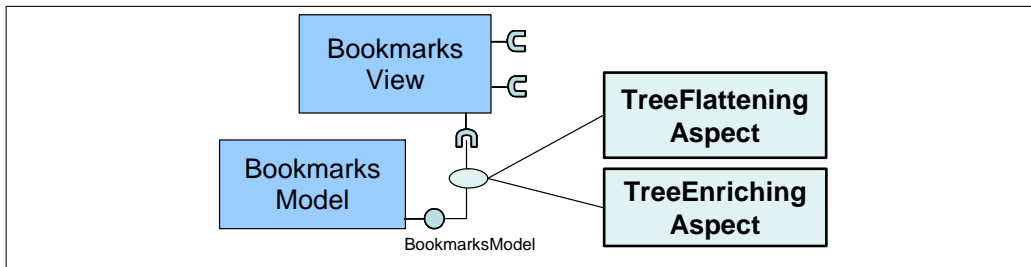 Bookmarks
View
TreeFlattening
Aspect
Bookmarks
Model
TreeEnriching
Aspect
BookmarksModel